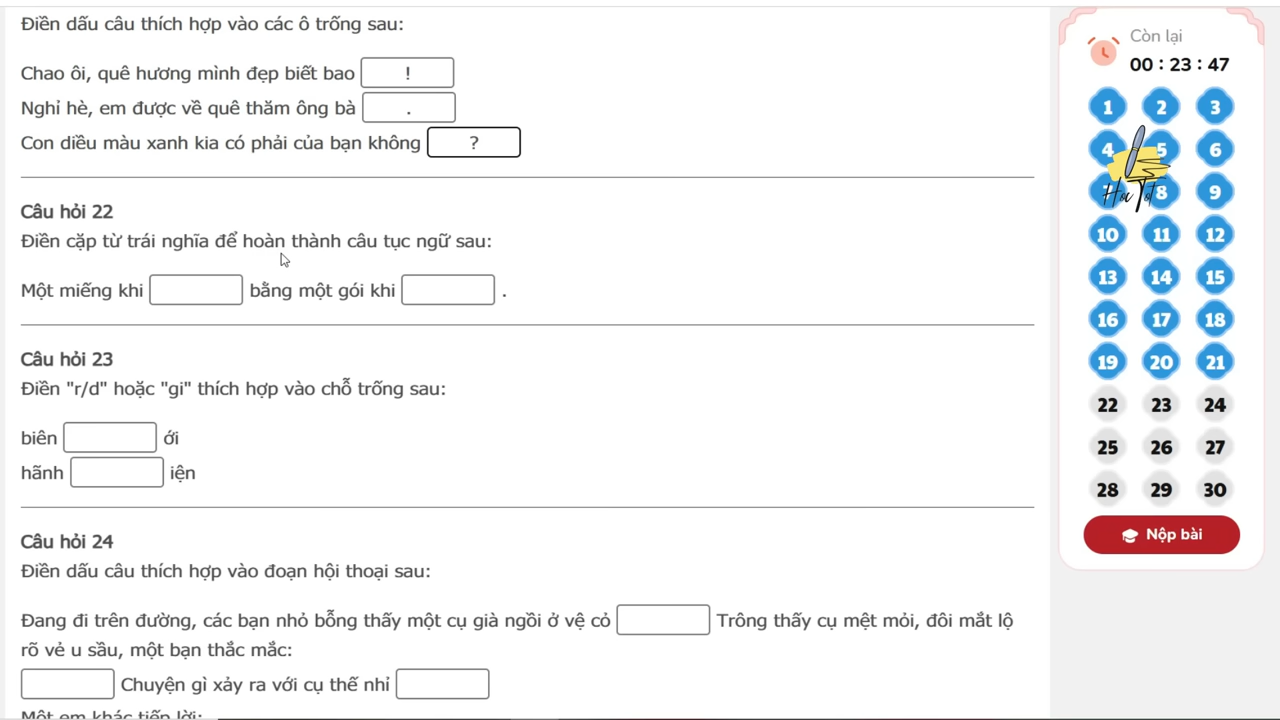 Điền dấu câu thích hợp vào các ô trống sau:
Chao ôi, quê hương mình đẹp biết bao !
Nghỉ hè, em được về quê thăm ông bà .
Con diều màu xanh kia có phải của bạn không ?
Câu hỏi 22
Điền cặp từ trái nghĩa để hoàn thành câu tục ngữ sau:
Một miếng khi bằng một gói khi .
Câu hỏi 23
Điền "r/d" hoặc "gi" thích hợp vào chỗ trống sau:
biên ới
hãnh iện
Câu hỏi 24
Điền dấu câu thích hợp vào đoạn hội thoại sau:
Đang đi trên đường, các bạn nhỏ bỗng thấy một cụ già ngồi ở vệ cỏ Trông thấy cụ mệt mỏi, đôi mắt lộ
rõ vẻ u sầu, một bạn thắc mắc:
Chuyện gì xảy ra với cụ thế nhỉ
Một em khác tiếp lời:
Còn lại
00 : 23 : 47
1 2 3
4 5 6
8 9
Học Tốt
10 11 12
13 14 15
16 17 18
19 20 21
22 23 24
25 26 27
28 29 30
Nộp bài